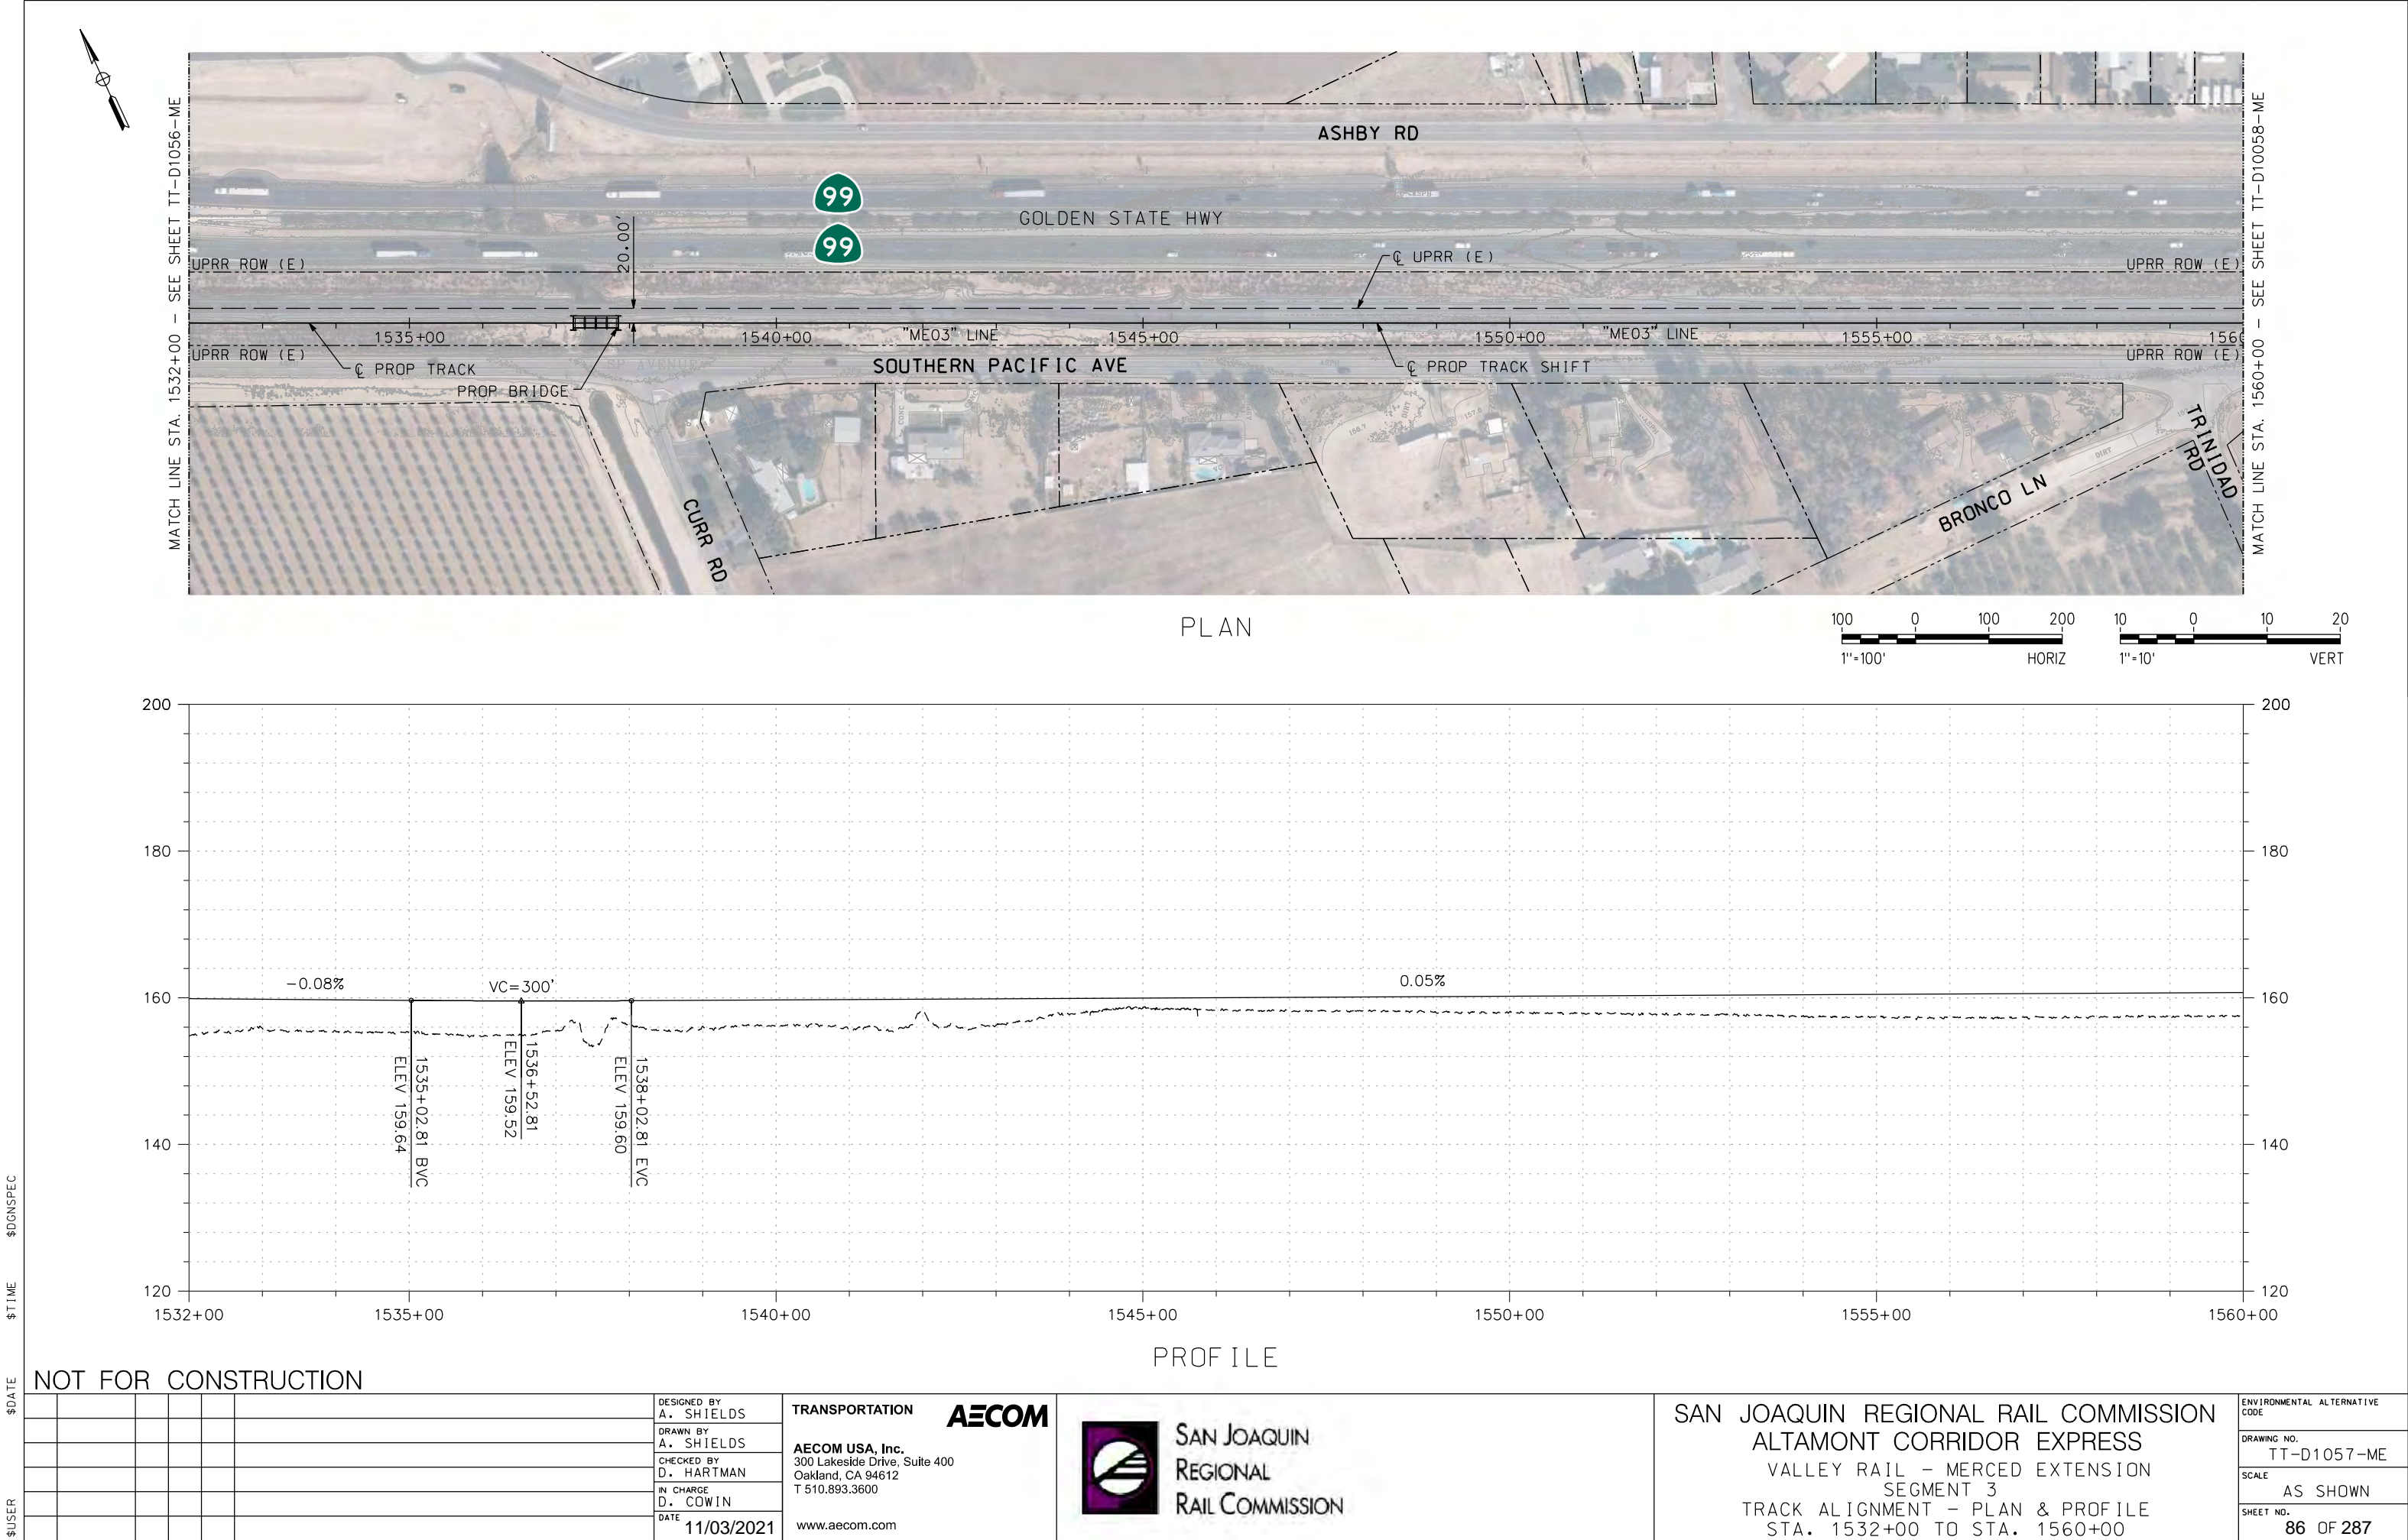 MATCH LINE STA. 1532+00 - SEE SHEET TT-D1056-ME
ASHBY RD
99
GOLDEN STATE HWY
99
20.00'
UPRR ROW (E)
℄ UPRR (E)
UPRR ROW (E)
1535+00
1540+00
"ME03" LINE
1545+00
1550+00
"ME03" LINE
1555+00
156
UPRR ROW (E)
℄ PROP TRACK
SP AVENUE
SOUTHERN PACIFIC AVE
℄ PROP TRACK SHIFT
UPRR ROW (E)
PROP BRIDGE
CONC
DIRT
CURR RD
BRONCO LN
DIRT
TRINIDAD RD
MATCH LINE STA. 1560+00 - SEE SHEET TT-D10058-ME
PLAN
100 0 100 200
1"=100' HORIZ
10 0 10 20
1"=10' VERT
200 200
180 180
-0.08%
VC=300'
0.05%
160 160
1535+02.81 BVC
ELEV 159.64
1536+52.81
ELEV 159.52
1538+02.81 EVC
ELEV 159.60
140 140
120 120
1532+00 1535+00 1540+00 1545+00 1550+00 1555+00 1560+00
PROFILE
$USER $DATE $TIME $DGNSPEC
NOT FOR CONSTRUCTION
DESIGNED BY
A. SHIELDS
DRAWN BY
A. SHIELDS
CHECKED BY
D. HARTMAN
IN CHARGE
D. COWIN
DATE
11/03/2021
TRANSPORTATION
AECOM
AECOM USA, Inc.
300 Lakeside Drive, Suite 400
Oakland, CA 94612
T 510.893.3600
www.aecom.com
SAN JOAQUIN
REGIONAL
RAIL COMMISSION
SAN JOAQUIN REGIONAL RAIL COMMISSION
ALTAMONT CORRIDOR EXPRESS
VALLEY RAIL - MERCED EXTENSION
SEGMENT 3
TRACK ALIGNMENT - PLAN & PROFILE
STA. 1532+00 TO STA. 1560+00
ENVIRONMENTAL ALTERNATIVE
CODE
DRAWING NO.
TT-D1057-ME
SCALE
AS SHOWN
SHEET NO.
86 OF 287